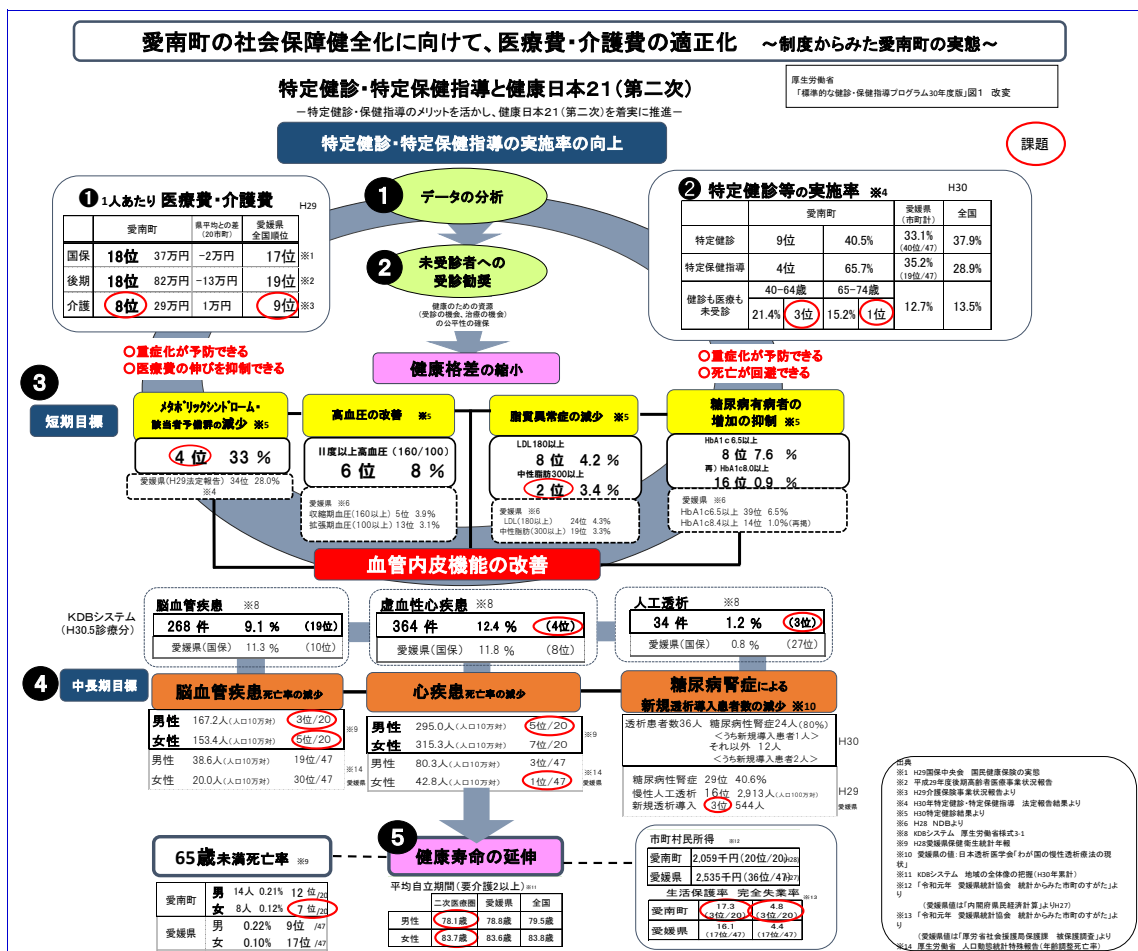 愛南町の社会保障健全化に向けて、医療費・介護費の適正化 ～制度からみた愛南町の実態～
特定健診・特定保健指導と健康日本21(第二次)
－特定健診・保健指導のメリットを活かし、健康日本21(第二次)を着実に推進－
厚生労働省
「標準的な健診・保健指導プログラム30年度版」図1 改変
特定健診・特定保健指導の実施率の向上
課題
❶1人あたり 医療費・介護費 H29
愛南町 県平均との差(20市町) 愛媛県全国順位
国保 18位 37万円 −2万円 17位 ※1
後期 18位 82万円 −13万円 19位 ※2
介護 8位 29万円 1万円 9位 ※3
❶ データの分析
❷ 未受診者への
受診勧奨
健康のための資源
(受診の機会、治療の機会)
の公平性の確保
健康格差の縮小
❷ 特定健診等の実施率 ※4 H30
愛南町 愛媛県(市町計) 全国
特定健診 9位 40.5% 33.1%(40位/47) 37.9%
特定保健指導 4位 65.7% 35.2%(19位/47) 28.9%
健診も医療も未受診 40-64歳 65-74歳
21.4% 3位 15.2% 1位 12.7% 13.5%
○重症化が予防できる
○医療費の伸びを抑制できる
○重症化が予防できる
○死亡が回避できる
❸
短期目標
メタボリックシンドローム・
該当者予備群の減少 ※5
4 位 33 %
愛媛県(H29法定報告) 34位 28.0%
※4
高血圧の改善 ※5
II度以上高血圧(160/100)
6 位 8 %
愛媛県 ※6
収縮期血圧(160以上) 5位 3.9%
拡張期血圧(100以上) 13位 3.1%
脂質異常症の減少 ※5
LDL180以上
8 位 4.2 %
中性脂肪300以上
2 位 3.4 %
愛媛県 ※6
LDL(180以上) 24位 4.3%
中性脂肪(300以上) 19位 3.3%
糖尿病有病者の
増加の抑制 ※5
HbA1c6.5以上
8 位 7.6 %
再)HbA1c8.0以上
16 位 0.9 %
愛媛県 ※6
HbA1c6.5以上 39位 6.5%
HbA1c8.4以上 14位 1.0%(再掲)
血管内皮機能の改善
KDBシステム
(H30.5診療分)
脳血管疾患 ※8
268 件 9.1 % (19位)
愛媛県(国保) 11.3 % (10位)
虚血性心疾患 ※8
364 件 12.4 % (4位)
愛媛県(国保) 11.8 % (8位)
人工透析 ※8
34 件 1.2 % (3位)
愛媛県(国保) 0.8 % (27位)
❹ 中長期目標
脳血管疾患死亡率の減少
男性 167.2人(人口10万対) 3位/20
女性 153.4人(人口10万対) 5位/20
※9
男性 38.6人(人口10万対) 19位/47
女性 20.0人(人口10万対) 30位/47
※14
愛媛県
心疾患死亡率の減少
男性 295.0人(人口10万対) 5位/20
女性 315.3人(人口10万対) 7位/20
※9
男性 80.3人(人口10万対) 3位/47
女性 42.8人(人口10万対) 1位/47
※14
愛媛県
糖尿病腎症による
新規透析導入患者数の減少 ※10
透析患者数36人 糖尿病性腎症24人(80%)
<うち新規導入患者1人>
それ以外 12人
<うち新規導入患者2人>
H30
糖尿病性腎症 29位 40.6%
慢性人工透析 16位 2,913人(人口100万対)
新規透析導入 3位 544人
H29
愛媛県
❺ 健康寿命の延伸
65歳未満死亡率 ※9
愛南町 男 14人 0.21% 12 位/20
女 8人 0.12% 7 位/20
愛媛県 男 0.22% 9位 /47
女 0.10% 17位 /47
平均自立期間(要介護2以上)※11
二次医療圏 愛媛県 全国
男性 78.1歳 78.8歳 79.5歳
女性 83.7歳 83.6歳 83.8歳
市町村民所得 ※12
愛南町 2,059千円(20位/20)(H28)
愛媛県 2,535千円(36位/47)(H27)
生活保護率 完全失業率 ※13
愛南町 17.3(3位/20) 4.8(3位/20)
愛媛県 16.1(17位/47) 4.4(17位/47)
出典
※1 H29国保中央会 国民健康保険の実態
※2 平成29年度後期高齢者医療事業状況報告
※3 H29介護保険事業状況報告より
※4 H30年特定健診・特定保健指導 法定報告結果より
※5 H30特定健診結果より
※6 H28 NDBより
※8 KDBシステム 厚生労働省様式3-1
※9 H28愛媛県保健衛生統計年報
※10 愛媛県の値:日本透析医学会「わが国の慢性透析療法の現
状」
※11 KDBシステム 地域の全体像の把握(H30年累計)
※12 「令和元年 愛媛県統計協会 統計からみた市町のすがた」よ
り
(愛媛県値は「内閣府県民経済計算」よりH27)
※13 「令和元年 愛媛県統計協会 統計からみた市町のすがた」よ
り
(愛媛県値は「厚労省社会援護局保護課 被保護調査」より
※14 厚生労働省 人口動態統計特殊報告(年齢調整死亡率)